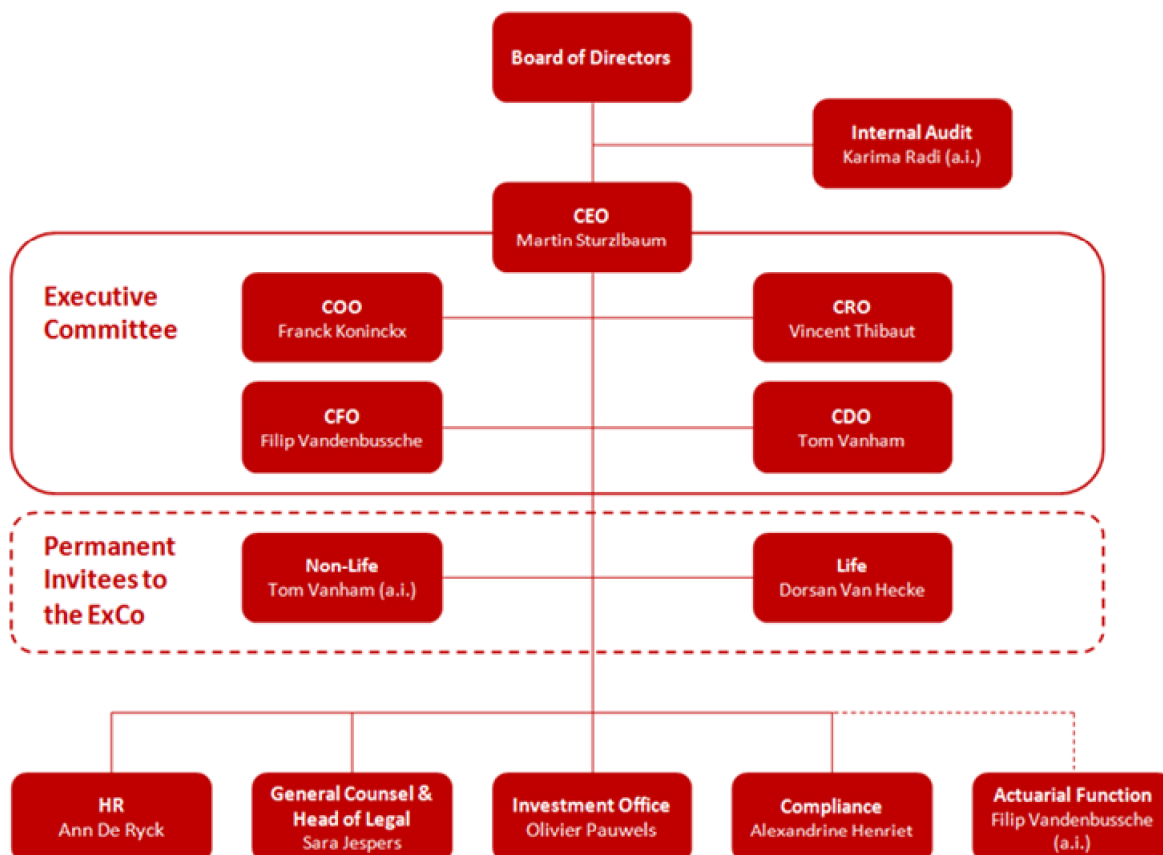 Board of Directors
Internal Audit
Karima Radi (a.i.)
CEO
Martin Sturzlbaum
Executive
Committee
COO
Franck Koninckx
CRO
Vincent Thibaut
CFO
Filip Vandenbussche
CDO
Tom Vanham
Permanent
Invitees to
the ExCo
Non-Life
Tom Vanham (a.i.)
Life
Dorsan Van Hecke
HR
Ann De Ryck
General Counsel &
Head of Legal
Sara Jespers
Investment Office
Olivier Pauwels
Compliance
Alexandrine Henriet
Actuarial Function
Filip Vandenbussche
(a.i.)